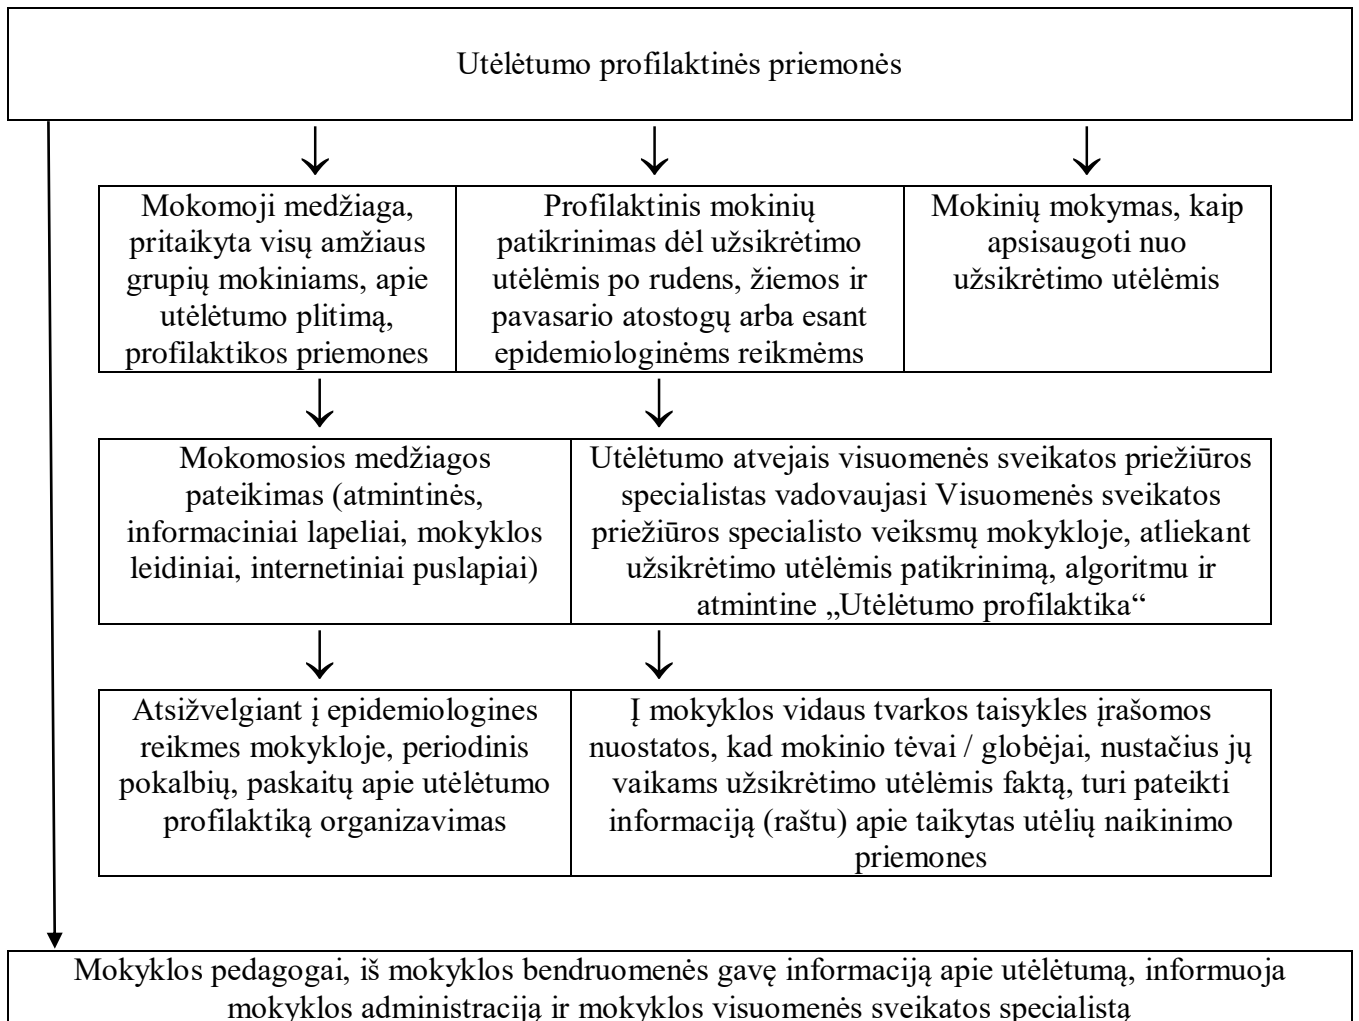 Utėlėtumo profilaktinės priemonės
Mokomoji medžiaga,
pritaikyta visų amžiaus
grupių mokiniams, apie
utėlėtumo plitimą,
profilaktikos priemones
Profilaktinis mokinių
patikrinimas dėl užsikrėtimo
utėlėmis po rudens, žiemos ir
pavasario atostogų arba esant
epidemiologinėms reikmėms
Mokinių mokymas, kaip
apsisaugoti nuo
užsikrėtimo utėlėmis
Mokomosios medžiagos
pateikimas (atmintinės,
informaciniai lapeliai, mokyklos
leidiniai, internetiniai puslapiai)
Utėlėtumo atvejais visuomenės sveikatos priežiūros
specialistas vadovaujasi Visuomenės sveikatos
priežiūros specialisto veiksmų mokykloje, atliekant
užsikrėtimo utėlėmis patikrinimą, algoritmu ir
atmintine „Utėlėtumo profilaktika“
Atsižvelgiant į epidemiologines
reikmes mokykloje, periodinis
pokalbių, paskaitų apie utėlėtumo
profilaktiką organizavimas
Į mokyklos vidaus tvarkos taisykles įrašomos
nuostatos, kad mokinio tėvai / globėjai, nustačius jų
vaikams užsikrėtimo utėlėmis faktą, turi pateikti
informaciją (raštu) apie taikytas utėlių naikinimo
priemones
Mokyklos pedagogai, iš mokyklos bendruomenės gavę informaciją apie utėlėtumą, informuoja
mokyklos administraciją ir mokyklos visuomenės sveikatos specialistą